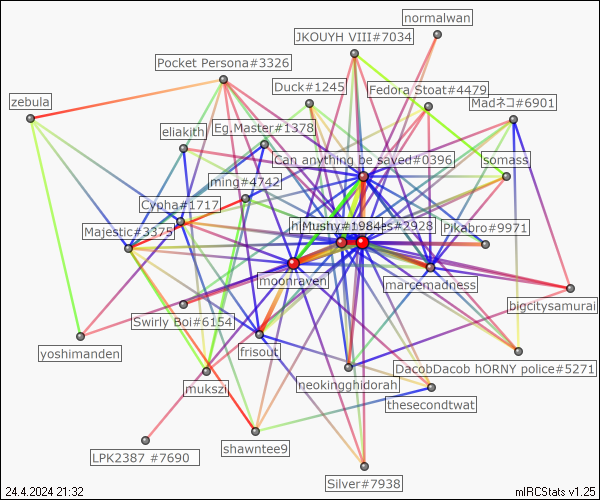 normalwan
JKOUYH VIII#7034
Pocket Persona#3326
Duck#1245
Fedora Stoat#4479
zebula
Madネコ#6901
eliakith
Eg.Master#1378
Can anything be saved#0396
somass
ming#4742
Cypha#1717
Mushy#1984
es#2928
Majestic#3375
Pikabro#9971
moonraven
marcemadness
bigcitysamurai
Swirly Boi#6154
yoshimanden
frisout
DacobDacob hORNY police#5271
mukszi
neokingghidorah
thesecondtwat
shawntee9
LPK2387 #7690
Silver#7938
24.4.2024 21:32
mIRCStats v1.25